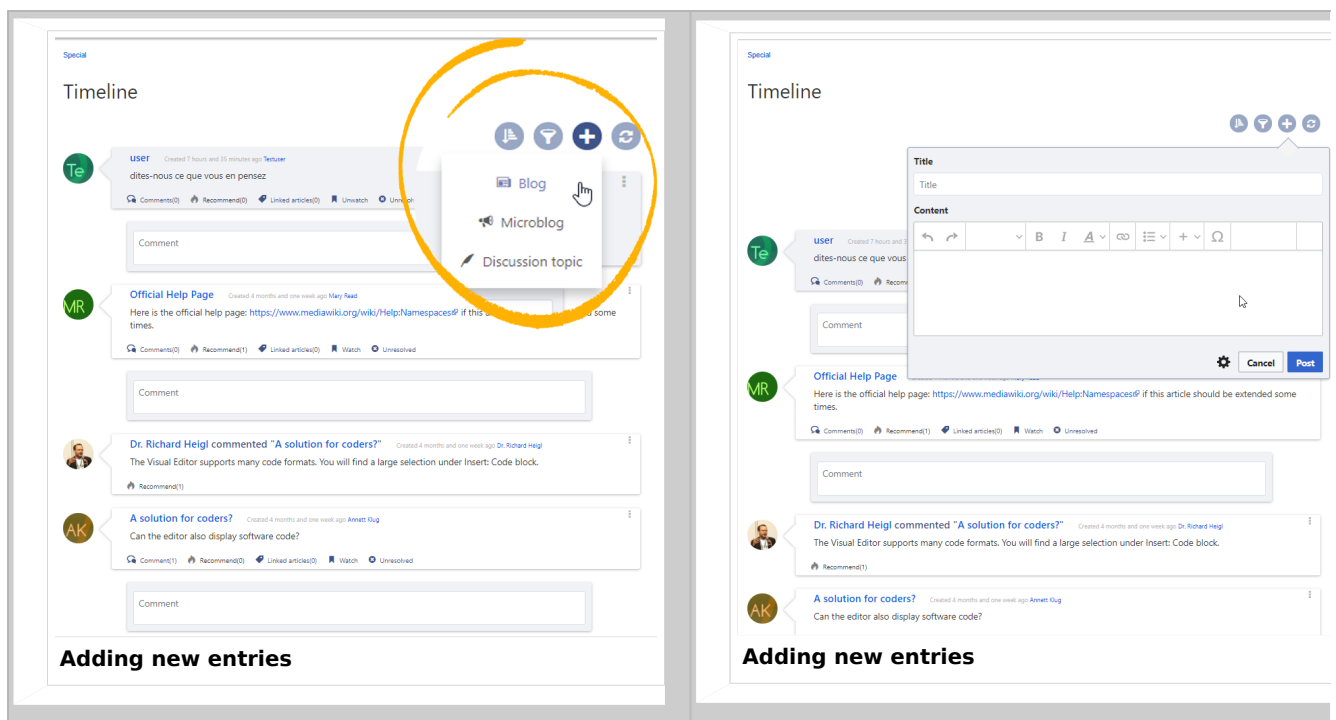 Special
Timeline
Te
user Created 7 hours and 35 minutes ago Testuser
dites-nous ce que vous en pensez
Comments(0) Recommend(0) Linked articles(0) Unwatch
Comment
Blog
Microblog
Discussion topic
MR
Official Help Page Created 4 months and one week ago Mary Read
Here is the official help page: https://www.mediawiki.org/wiki/Help:Namespaces if this some
times.
Comments(0) Recommend(1) Linked articles(0) Watch Unresolved
Comment
Dr. Richard Heigl commented "A solution for coders?" Created 4 months and one week ago Dr. Richard Heigl
The Visual Editor supports many code formats. You will find a large selection under Insert: Code block.
Recommend(1)
AK
A solution for coders? Created 4 months and one week ago Annett Klug
Can the editor also display software code?
Comment(1) Recommend(0) Linked articles(0) Watch Unresolved
Comment
Adding new entries
Special
Timeline
Title
Title
Content
B I A Ω
Cancel Post
Te
user Created 7 hours and
dites-nous ce que vous
Comments(0)
Comment
MR
Official Help Page
Here is the official help page: https://www.mediawiki.org/wiki/Help:Namespaces if this article should be extended some
times.
Comments(0) Recommend(1) Linked articles(0) Watch Unresolved
Comment
Dr. Richard Heigl commented "A solution for coders?" Created 4 months and one week ago Dr. Richard Heigl
The Visual Editor supports many code formats. You will find a large selection under Insert: Code block.
Recommend(1)
AK
A solution for coders? Created 4 months and one week ago Annett Klug
Can the editor also display software code?
Adding new entries